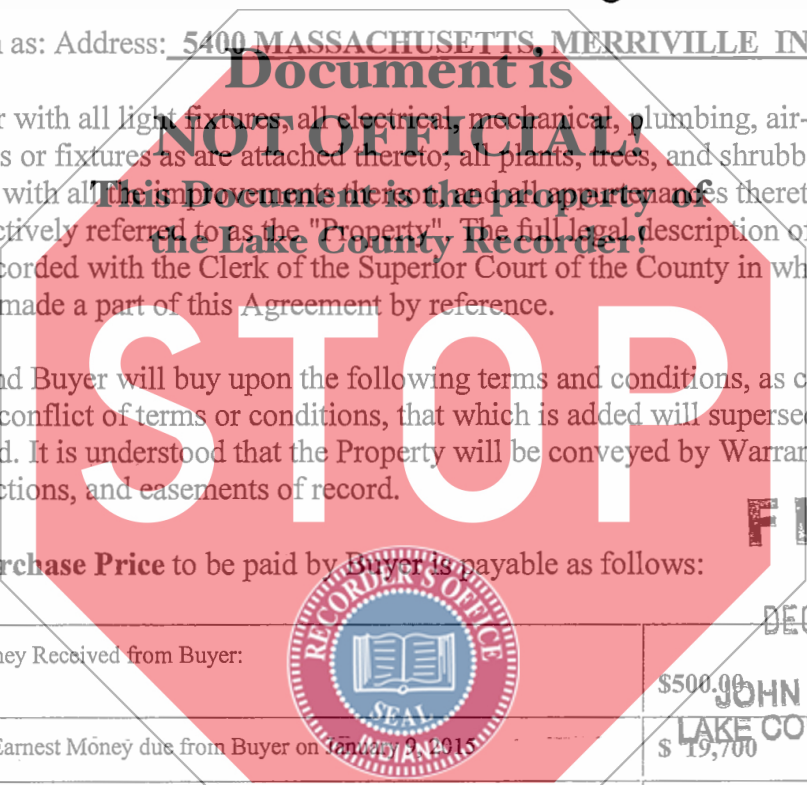 as: Address: 5400 MASSACHUSETTS, MERRIVILLE IN
Document is
with all light fixtures, all electrical, mechanical, plumbing, air-
NOT OFFICIAL!
s or fixtures as are attached thereto; all plants, trees, and shrubb
with all the improvements thereon, and all appurtenances theret
This Document is the property of
ctively referred to as the "Property". The full legal description o
the Lake County Recorder!
corded with the Clerk of the Superior Court of the County in wh
made a part of this Agreement by reference.
STOP
nd Buyer will buy upon the following terms and conditions, as c
conflict of terms or conditions, that which is added will supersed
d. It is understood that the Property will be conveyed by Warran
ctions, and easements of record.
F
rchase Price to be paid by Buyer is payable as follows:
RECORDER'S OFFICE
SEAL
INDIANA
DEC
ney Received from Buyer:
$500.00
JOHN
LAKE CO
Earnest Money due from Buyer on January 9, 2015
$ 19,700